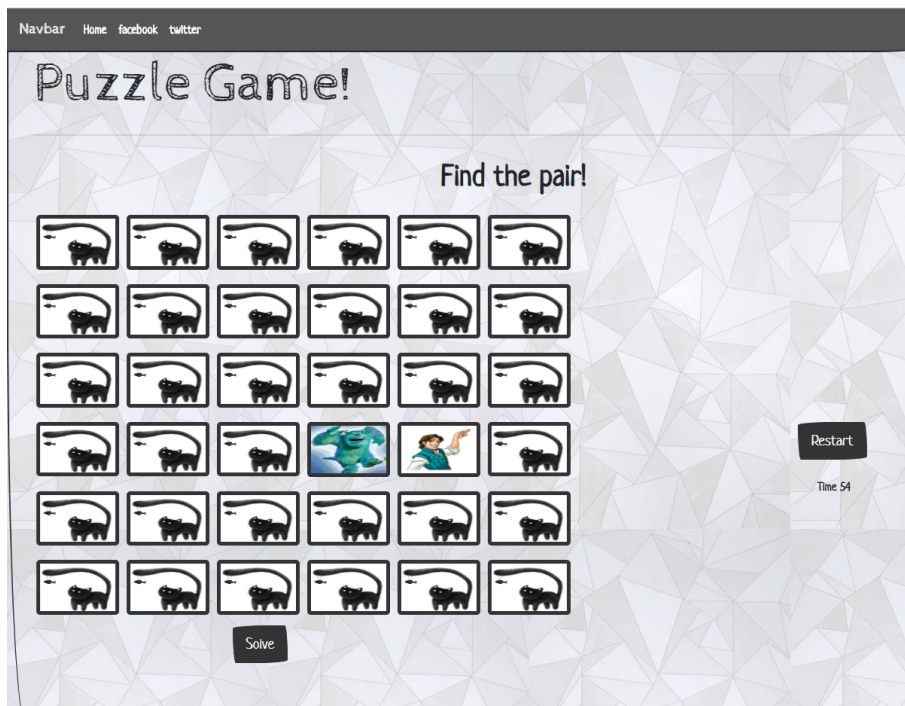 Navbar Home facebook twitter
Puzzle Game!
Find the pair!
Restart
Time 54
Solve